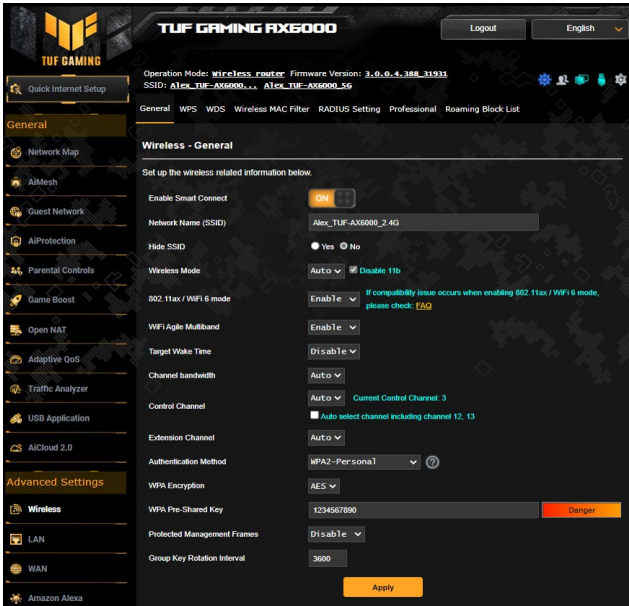 TUF GAMING
TUF GAMING AX6000
Logout
English
Quick Internet Setup
Operation Mode: Wireless router Firmware Version: 3.0.0.4.388_31931
SSID: Alex_TUF-AX6000... Alex_TUF-AX6000_5G
General WPS WDS Wireless MAC Filter RADIUS Setting Professional Roaming Block List
General
Network Map
AiMesh
Guest Network
AiProtection
Parental Controls
Game Boost
Open NAT
Adaptive QoS
Traffic Analyzer
USB Application
AiCloud 2.0
Advanced Settings
Wireless
LAN
WAN
Amazon Alexa
Wireless - General
Set up the wireless related information below.
Enable Smart Connect ON
Network Name (SSID) Alex_TUF-AX6000_2.4G
Hide SSID Yes No
Wireless Mode Auto Disable 11b
802.11ax / WiFi 6 mode Enable If compatibility issue occurs when enabling 802.11ax / WiFi 6 mode,
please check: FAQ
WiFi Agile Multiband Enable
Target Wake Time Disable
Channel bandwidth Auto
Control Channel Auto Current Control Channel: 3
Auto select channel including channel 12, 13
Extension Channel Auto
Authentication Method WPA2-Personal ?
WPA Encryption AES
WPA Pre-Shared Key 1234567890 Danger
Protected Management Frames Disable
Group Key Rotation Interval 3600
Apply